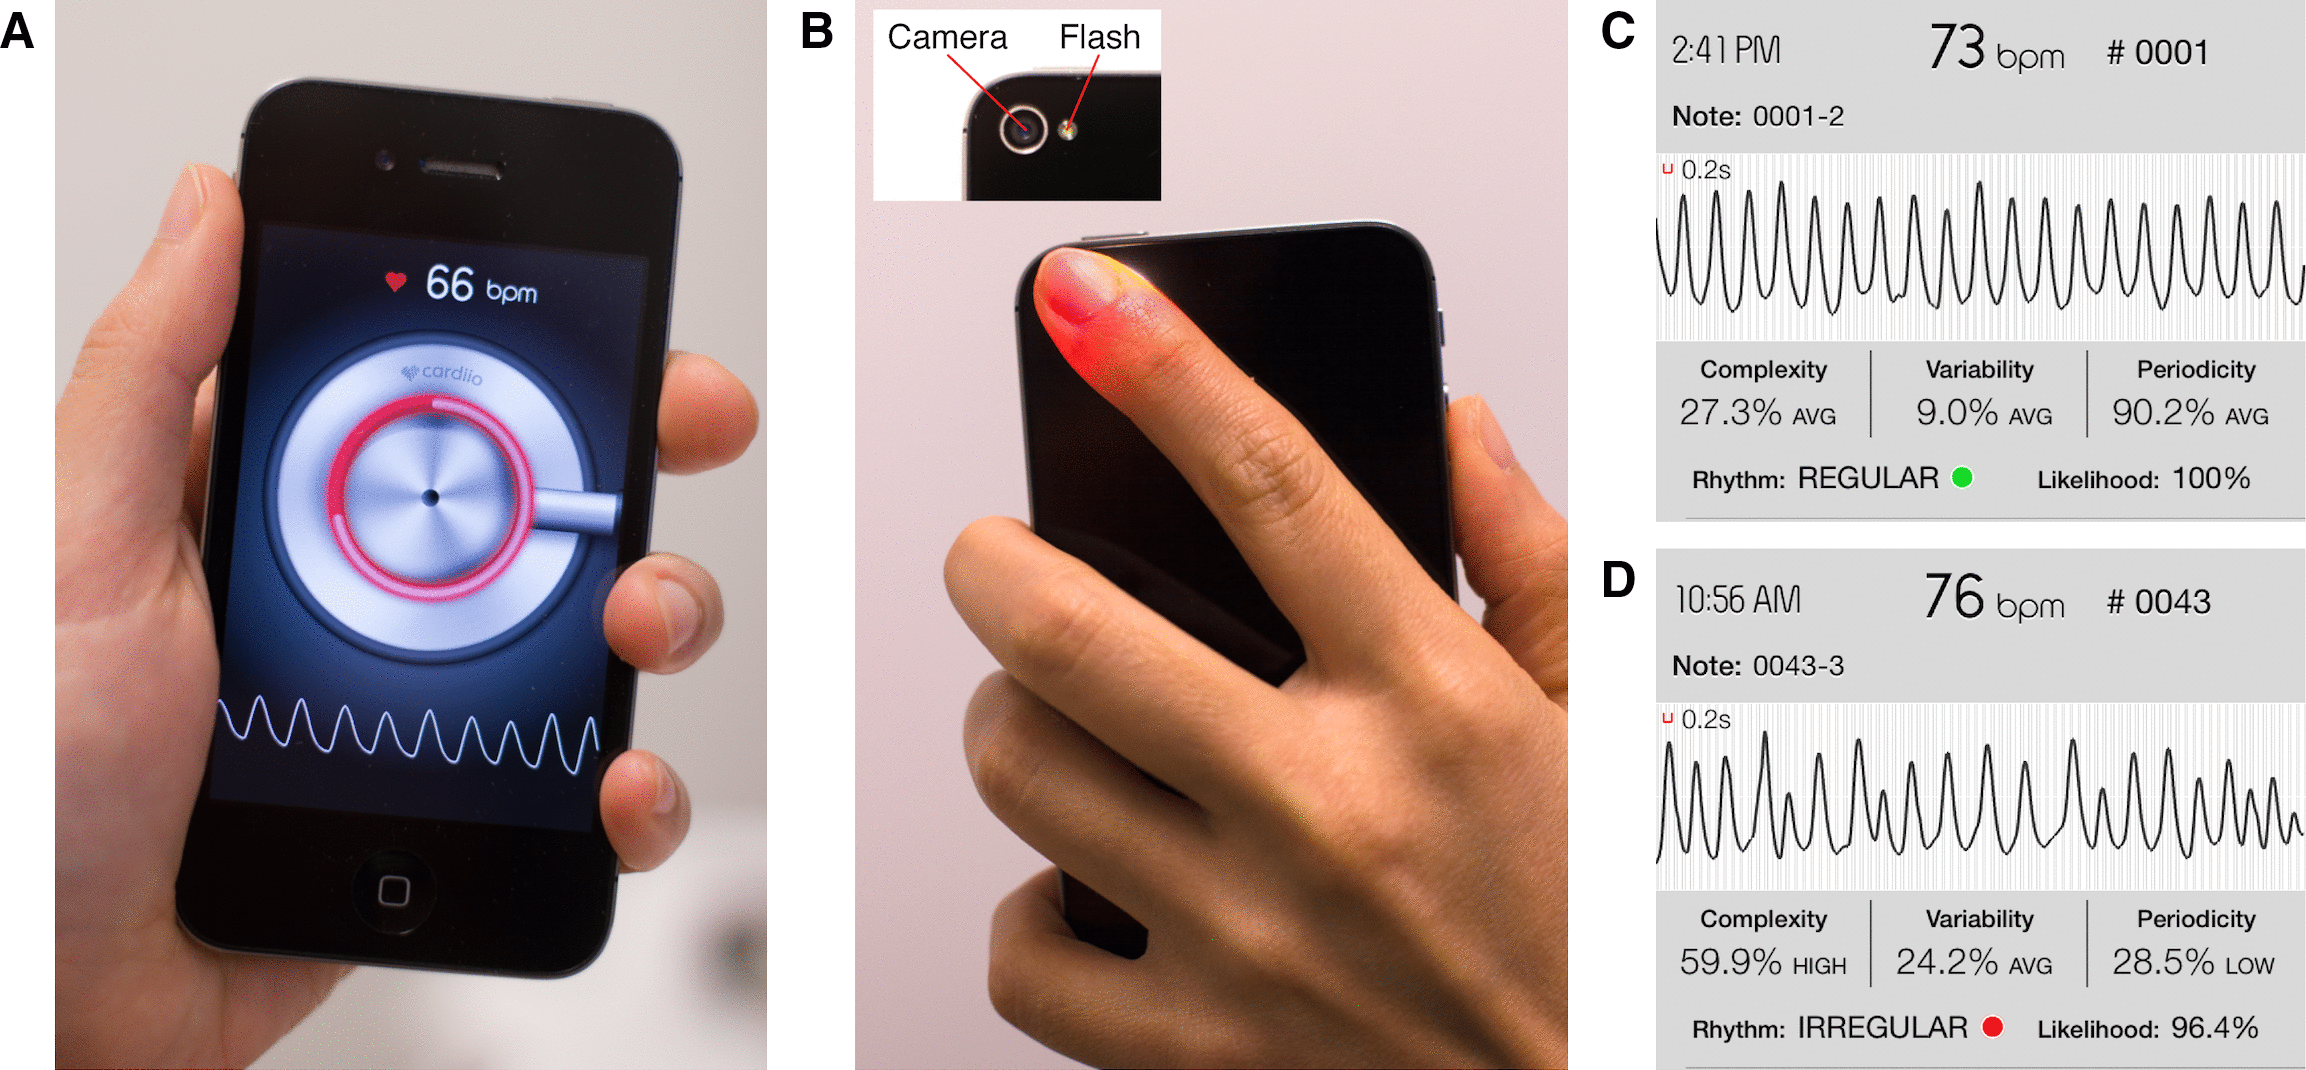 A
66 bpm
cardiio
B
Camera Flash
C
2:41 PM 73 bpm # 0001
Note: 0001-2
0.2s
Complexity Variability Periodicity
27.3% AVG 9.0% AVG 90.2% AVG
Rhythm: REGULAR Likelihood: 100%
D
10:56 AM 76 bpm # 0043
Note: 0043-3
0.2s
Complexity Variability Periodicity
59.9% HIGH 24.2% AVG 28.5% LOW
Rhythm: IRREGULAR Likelihood: 96.4%